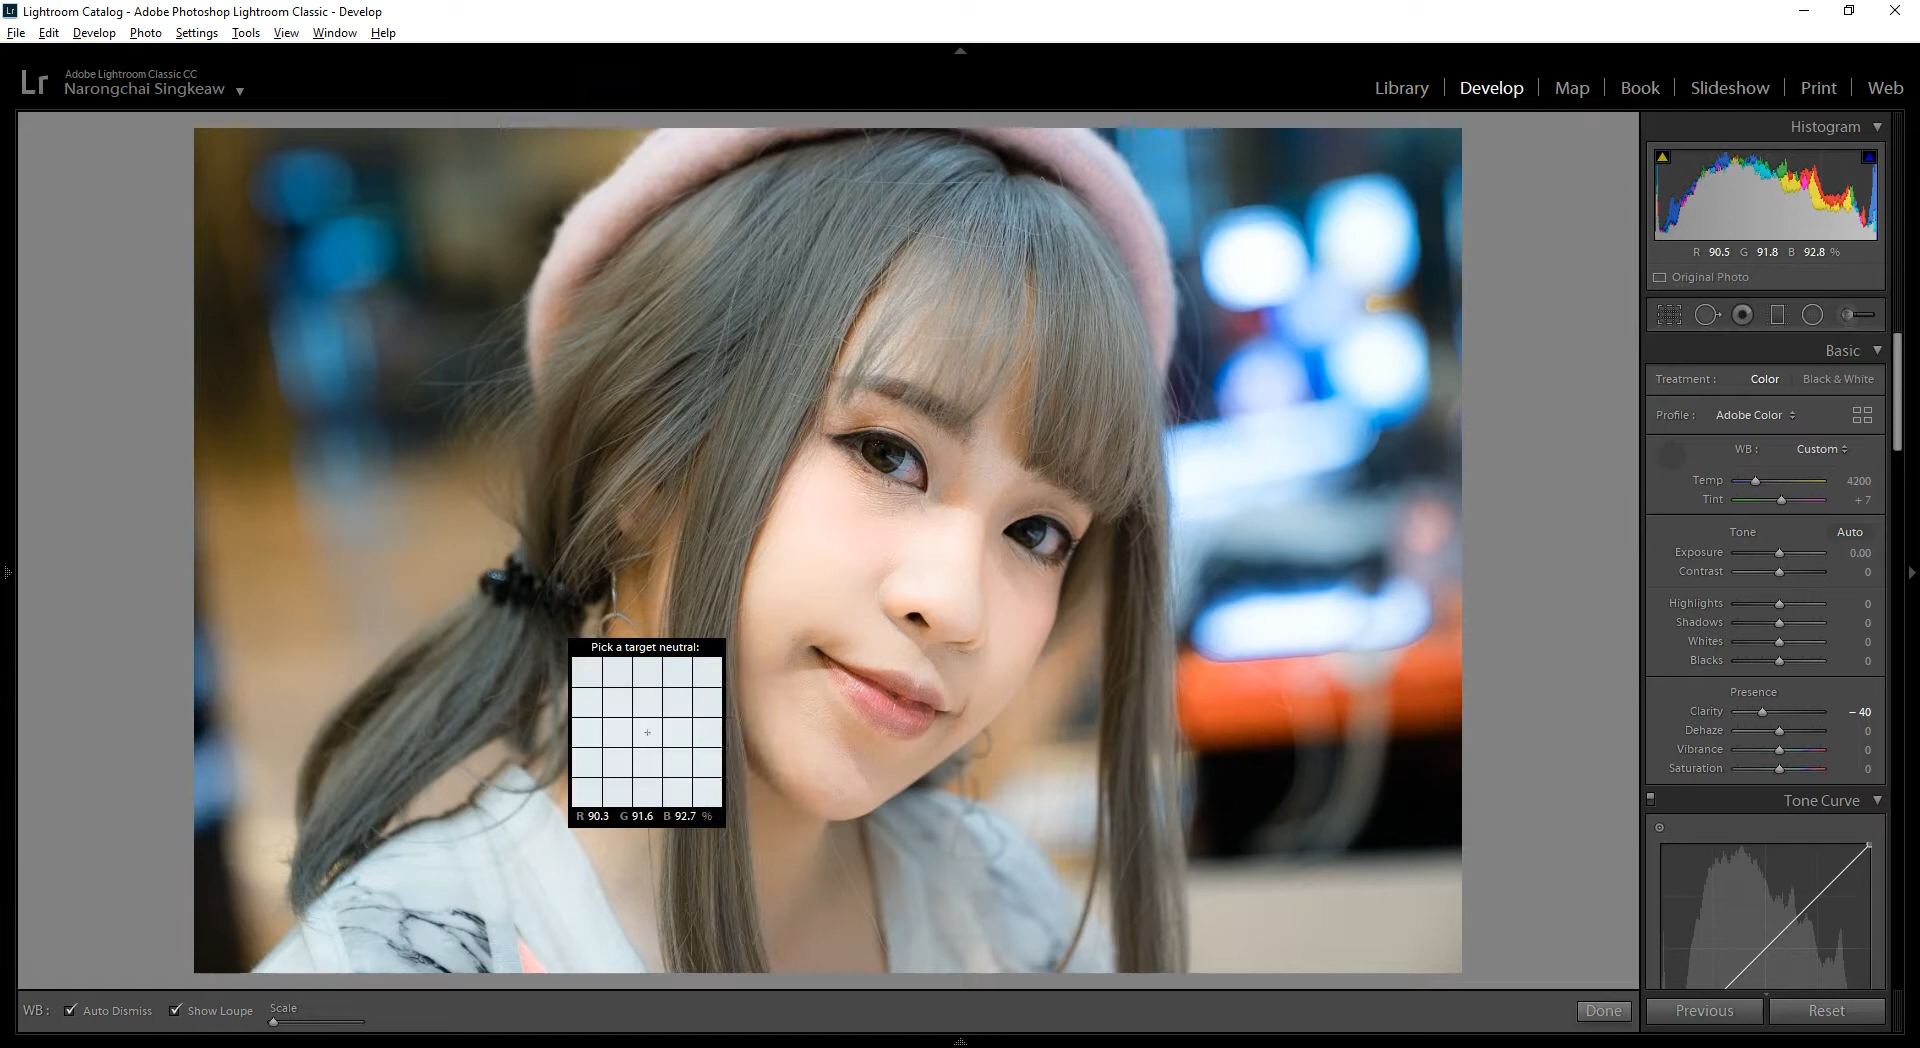 Lightroom Catalog - Adobe Photoshop Lightroom Classic - Develop
File Edit Develop Photo Settings Tools View Window Help
Lr
Adobe Lightroom Classic CC
Narongchai Singkeaw
Library Develop Map Book Slideshow Print Web
Histogram
R 90.5 G 91.8 B 92.8 %
Original Photo
Basic
Treatment : Color Black & White
Profile : Adobe Color
WB : Custom
Temp 4200
Tint + 7
Tone Auto
Exposure 0.00
Contrast 0
Highlights 0
Shadows 0
Whites 0
Blacks 0
Presence
Clarity – 40
Dehaze 0
Vibrance 0
Saturation 0
Tone Curve
Pick a target neutral:
R 90.3 G 91.6 B 92.7 %
WB : Auto Dismiss Show Loupe Scale
Done
Previous Reset